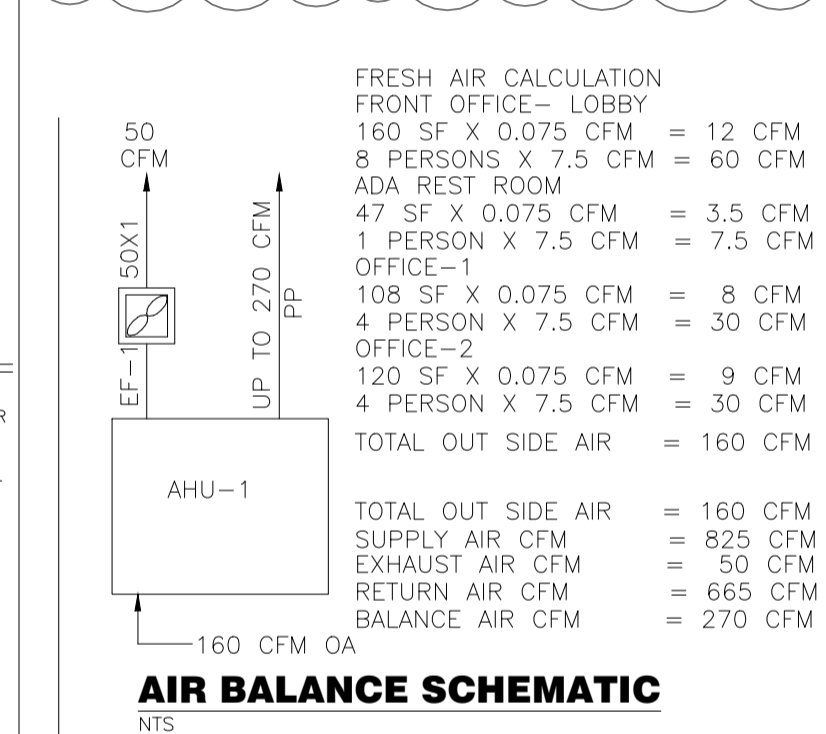 50
CFM
EF-1 50X1
UP TO 270 CFM
PP
AHU-1
160 CFM OA
FRESH AIR CALCULATION
FRONT OFFICE- LOBBY
160 SF X 0.075 CFM = 12 CFM
8 PERSONS X 7.5 CFM = 60 CFM
ADA REST ROOM
47 SF X 0.075 CFM = 3.5 CFM
1 PERSON X 7.5 CFM = 7.5 CFM
OFFICE-1
108 SF X 0.075 CFM = 8 CFM
4 PERSON X 7.5 CFM = 30 CFM
OFFICE-2
120 SF X 0.075 CFM = 9 CFM
4 PERSON X 7.5 CFM = 30 CFM
TOTAL OUT SIDE AIR = 160 CFM
TOTAL OUT SIDE AIR = 160 CFM
SUPPLY AIR CFM = 825 CFM
EXHAUST AIR CFM = 50 CFM
RETURN AIR CFM = 665 CFM
BALANCE AIR CFM = 270 CFM
AIR BALANCE SCHEMATIC
NTS